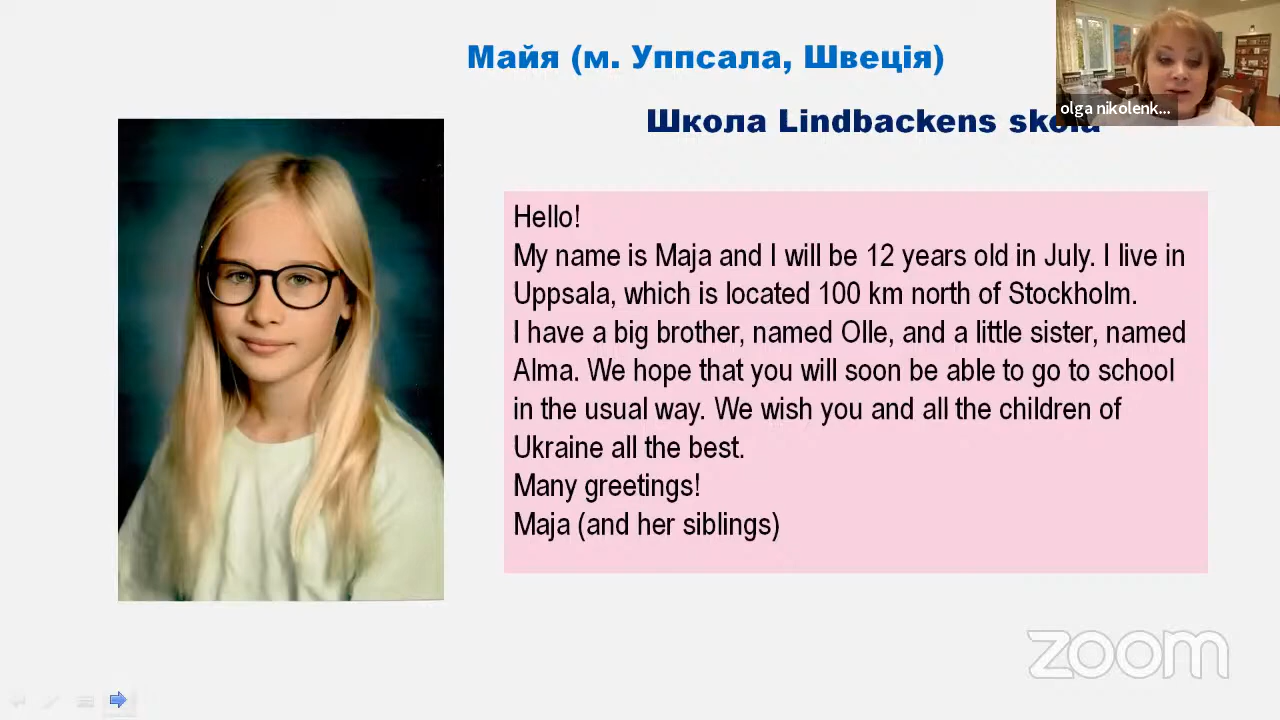 Майя (м. Уппсала, Швеція)
olga nikolenk...
Школа Lindbackens skola
Hello!
My name is Maja and I will be 12 years old in July. I live in
Uppsala, which is located 100 km north of Stockholm.
I have a big brother, named Olle, and a little sister, named
Alma. We hope that you will soon be able to go to school
in the usual way. We wish you and all the children of
Ukraine all the best.
Many greetings!
Maja (and her siblings)
zoom